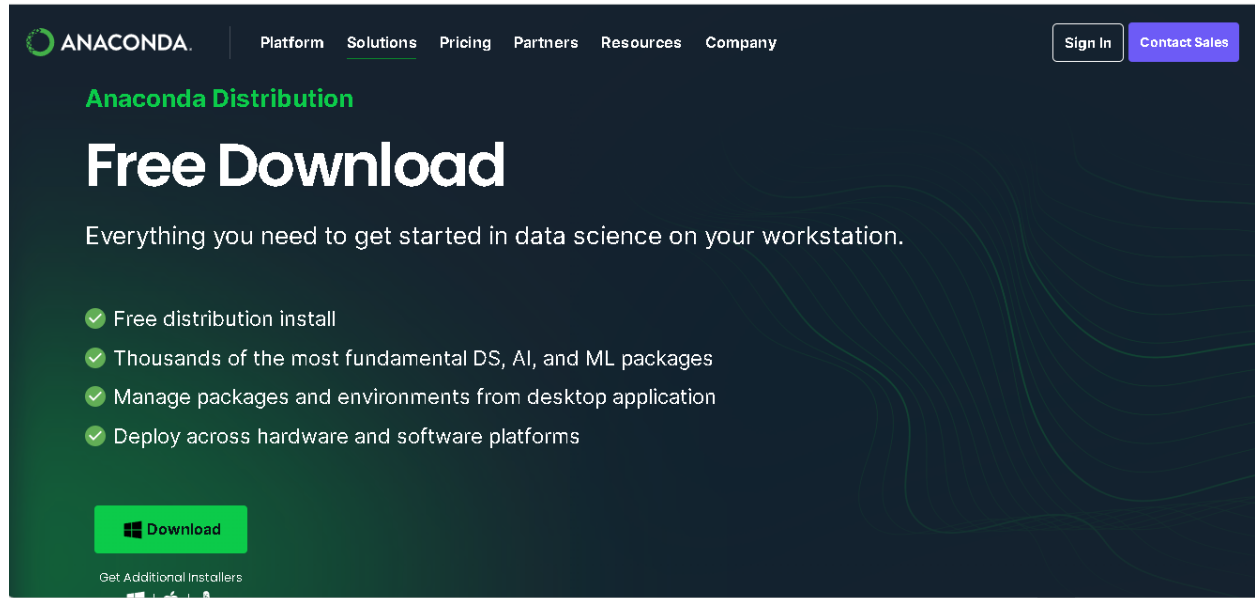 ANACONDA.
Platform Solutions Pricing Partners Resources Company
Sign In
Contact Sales
Anaconda Distribution
Free Download
Everything you need to get started in data science on your workstation.
Free distribution install
Thousands of the most fundamental DS, AI, and ML packages
Manage packages and environments from desktop application
Deploy across hardware and software platforms
Download
Get Additional Installers